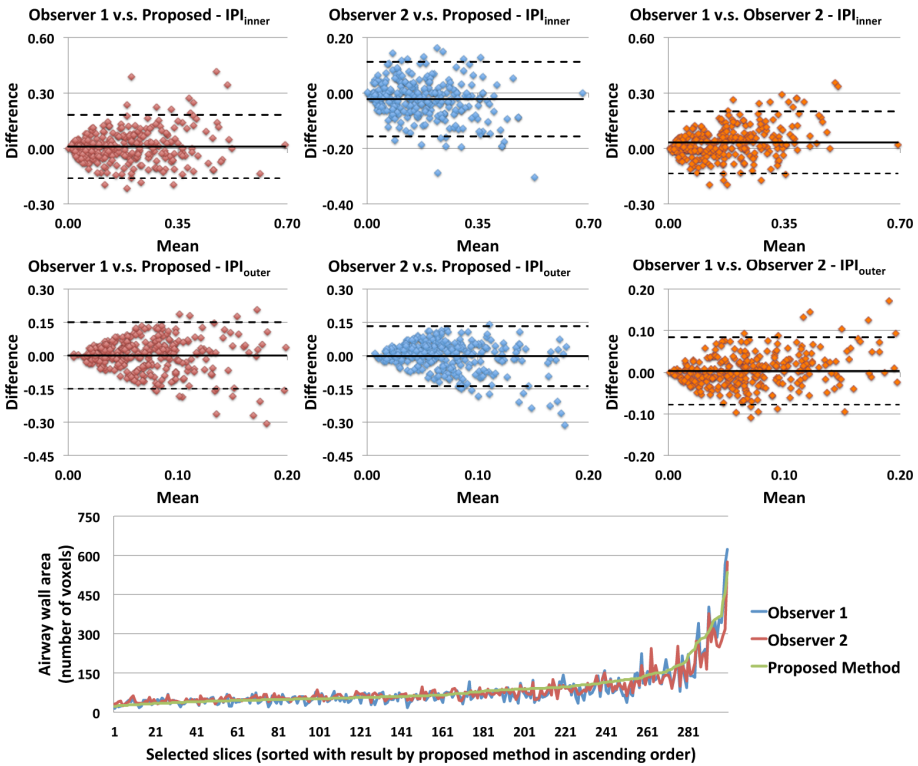 Observer 1 v.s. Proposed - IPI_inner
0.60
0.30
0.00
-0.30
Difference
0.00
0.35
0.70
Mean
Observer 2 v.s. Proposed - IPI_inner
0.20
0.00
-0.20
-0.40
Difference
0.00
0.35
0.70
Mean
Observer 1 v.s. Observer 2 - IPI_inner
0.60
0.30
0.00
-0.30
Difference
0.00
0.35
0.70
Mean
Observer 1 v.s. Proposed - IPI_outer
0.30
0.15
0.00
-0.15
-0.30
-0.45
Difference
0.00
0.10
0.20
Mean
Observer 2 v.s. Proposed - IPI_outer
0.30
0.15
0.00
-0.15
-0.30
-0.45
Difference
0.00
0.10
0.20
Mean
Observer 1 v.s. Observer 2 - IPI_outer
0.20
0.10
0.00
-0.10
-0.20
Difference
0.00
0.10
0.20
Mean
Airway wall area
(number of voxels)
750
600
450
300
150
0
1 21 41 61 81 101 121 141 161 181 201 221 241 261 281
Selected slices (sorted with result by proposed method in ascending order)
Observer 1
Observer 2
Proposed Method